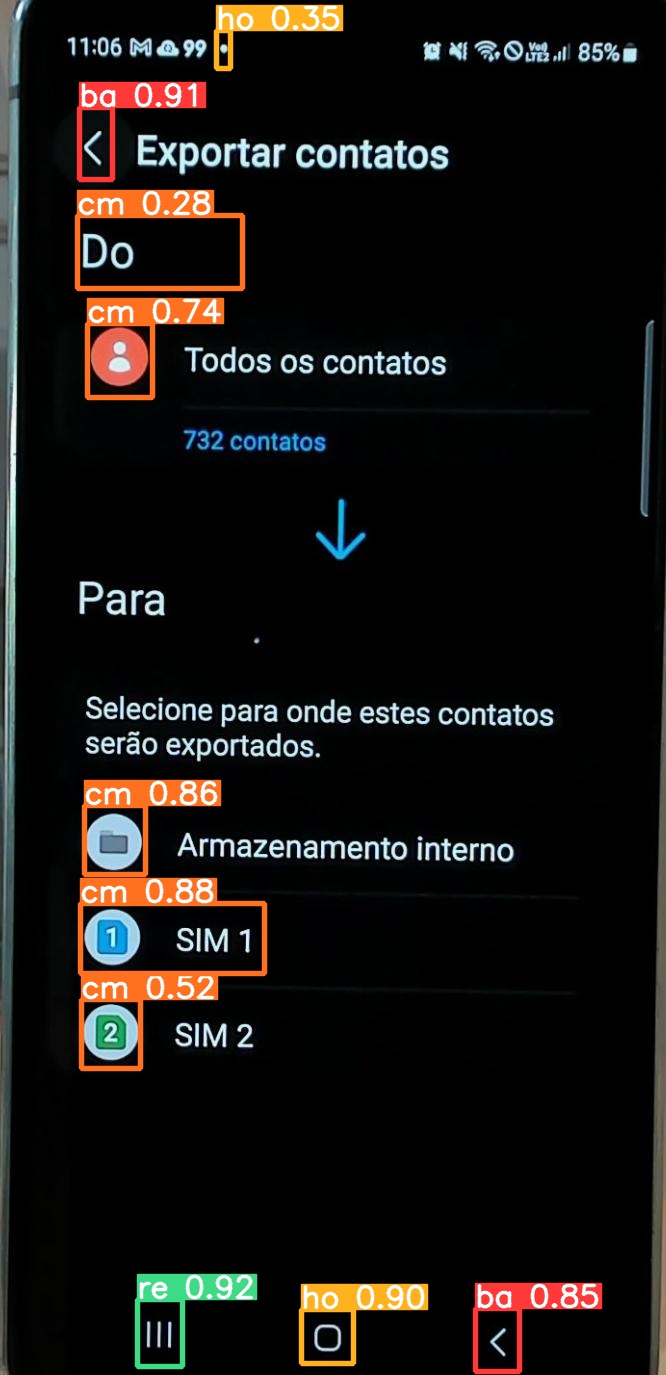 ho 0.35
11:06 M 99
VoD LTE2 85%
ba 0.91
Exportar contatos
cm 0.28
Do
cm 0.74
Todos os contatos
732 contatos
Para
Selecione para onde estes contatos
serão exportados.
cm 0.86
Armazenamento interno
cm 0.88
1 SIM 1
cm 0.52
2 SIM 2
re 0.92
ho 0.90
ba 0.85